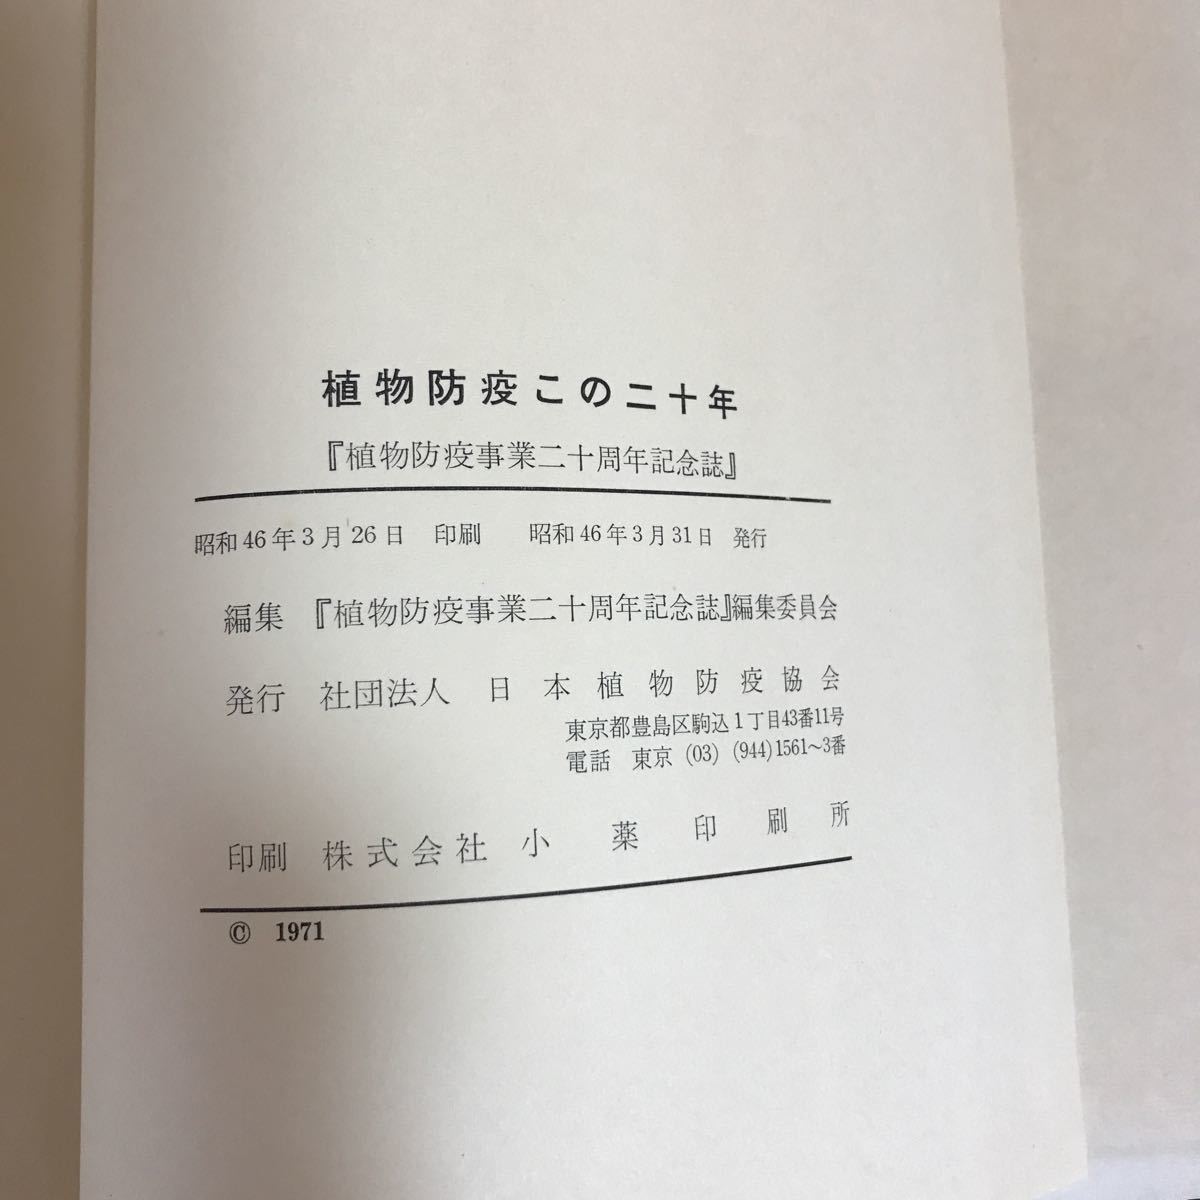 植物防疫この二十年
『植物防疫事業二十周年記念誌』
昭和46年3月26日 印刷 昭和46年3月31日 発行
編集 『植物防疫事業二十周年記念誌』編集委員会
発行 社団法人 日本植物防疫協会
東京都豊島区駒込1丁目43番11号
電話 東京 (03) (944)1561～3番
印刷 株式会社 小薬印刷所
© 1971